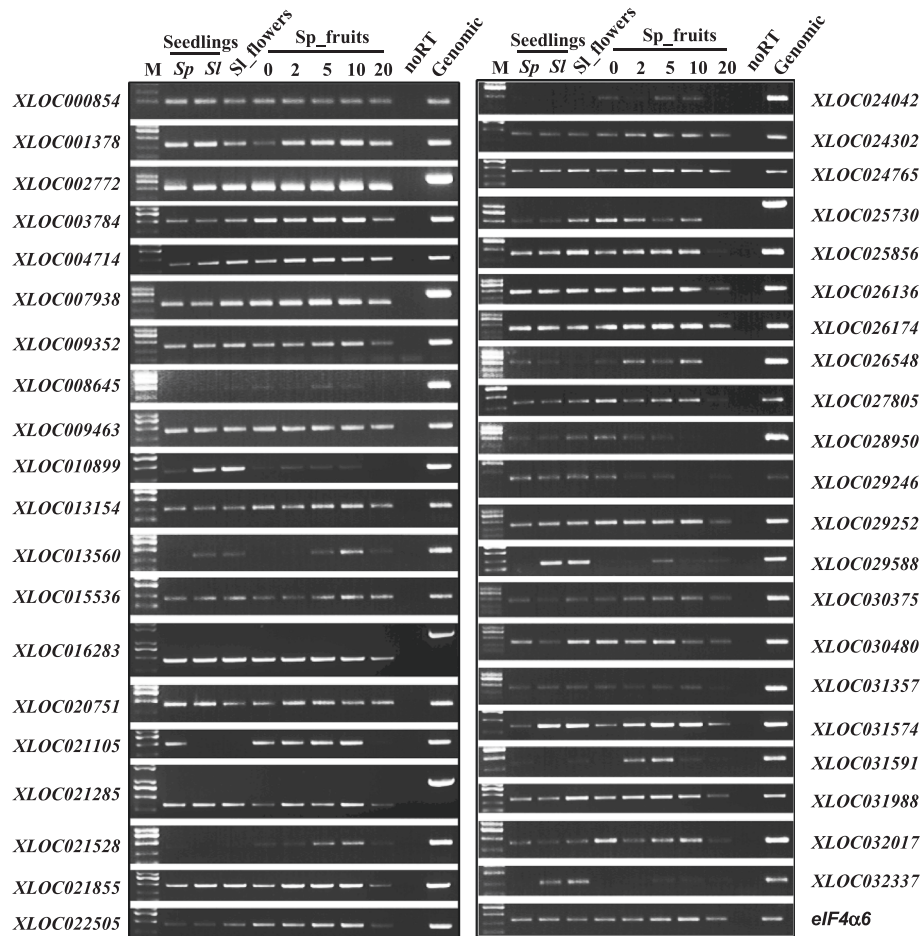 Seedlings Sl_flowers Sp_fruits noRT Genomic
M Sp Sl 0 2 5 10 20
XLOC000854
XLOC001378
XLOC002772
XLOC003784
XLOC004714
XLOC007938
XLOC009352
XLOC008645
XLOC009463
XLOC010899
XLOC013154
XLOC013560
XLOC015536
XLOC016283
XLOC020751
XLOC021105
XLOC021285
XLOC021528
XLOC021855
XLOC022505
Seedlings Sl_flowers Sp_fruits noRT Genomic
M Sp Sl 0 2 5 10 20
XLOC024042
XLOC024302
XLOC024765
XLOC025730
XLOC025856
XLOC026136
XLOC026174
XLOC026548
XLOC027805
XLOC028950
XLOC029246
XLOC029252
XLOC029588
XLOC030375
XLOC030480
XLOC031357
XLOC031574
XLOC031591
XLOC031988
XLOC032017
XLOC032337
eIF4α6